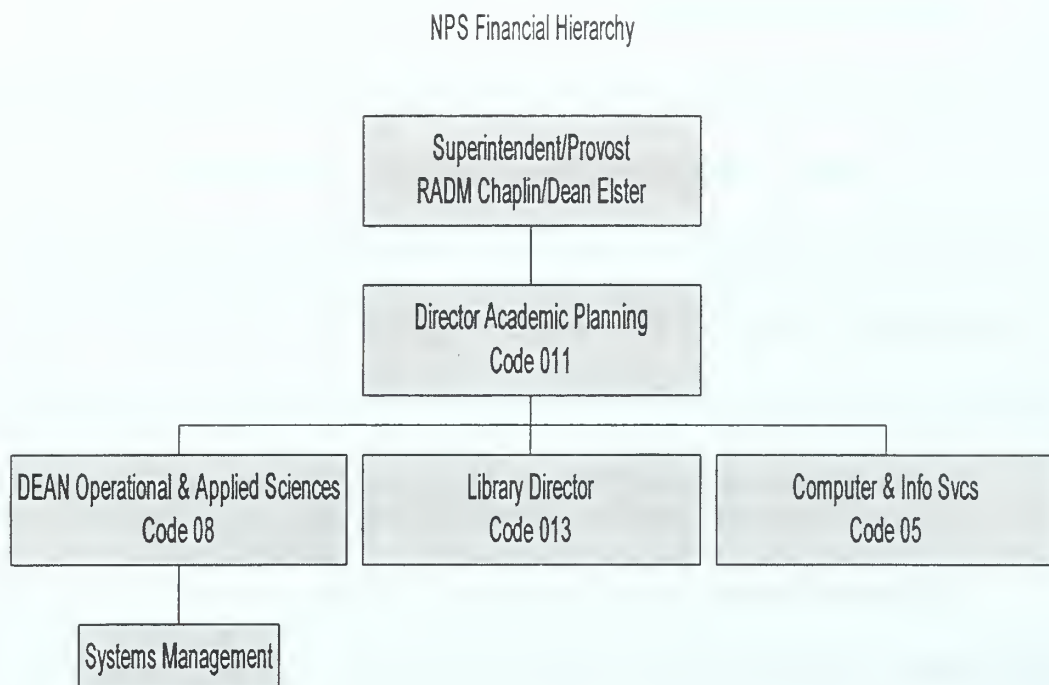 NPS Financial Hierarchy
Superintendent/Provost
RADM Chaplin/Dean Elster
Director Academic Planning
Code 011
DEAN Operational & Applied Sciences
Code 08
Library Director
Code 013
Computer & Info Svcs
Code 05
Systems Management